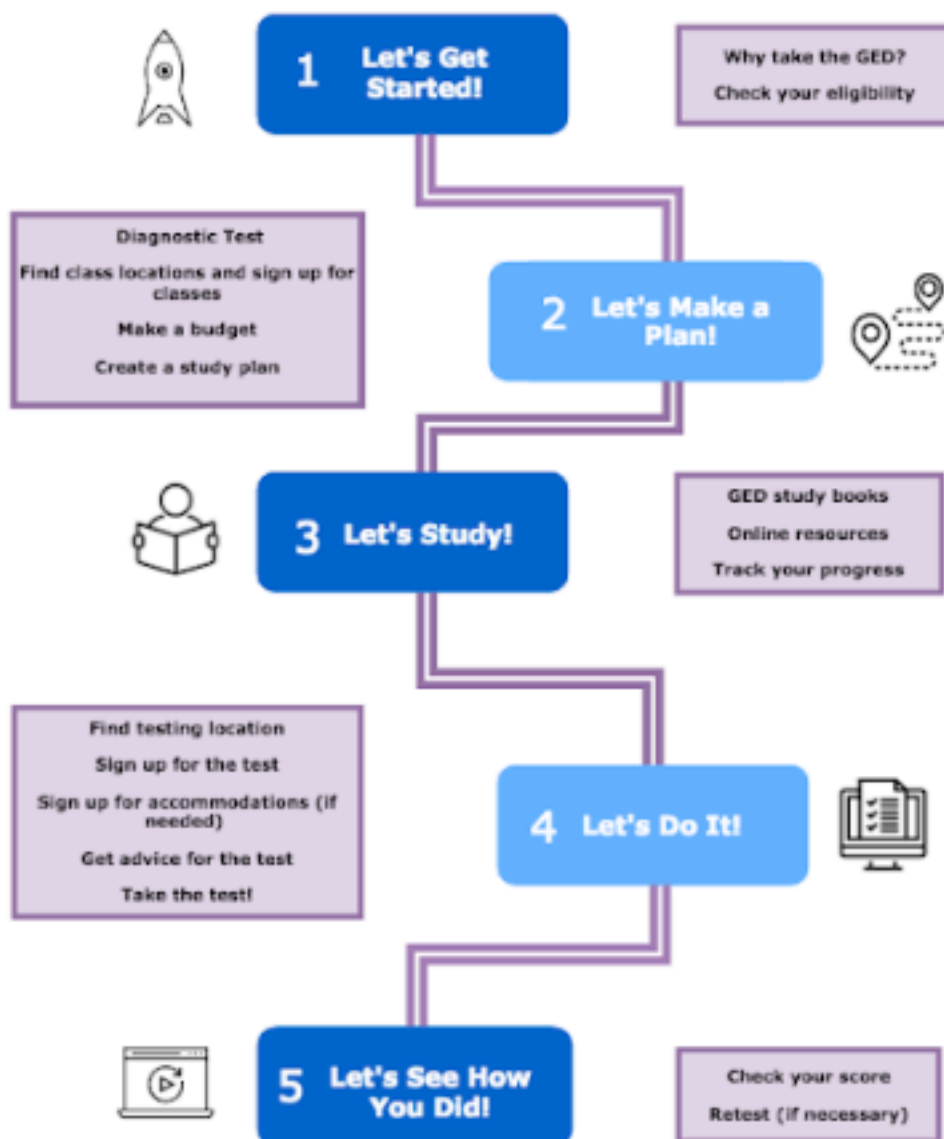 1 Let's Get
Started!
Why take the GED?
Check your eligibility
Diagnostic Test
Find class locations and sign up for
classes
Make a budget
Create a study plan
2 Let's Make a
Plan!
3 Let's Study!
GED study books
Online resources
Track your progress
Find testing location
Sign up for the test
Sign up for accommodations (if
needed)
Get advice for the test
Take the test!
4 Let's Do It!
5 Let's See How
You Did!
Check your score
Retest (if necessary)